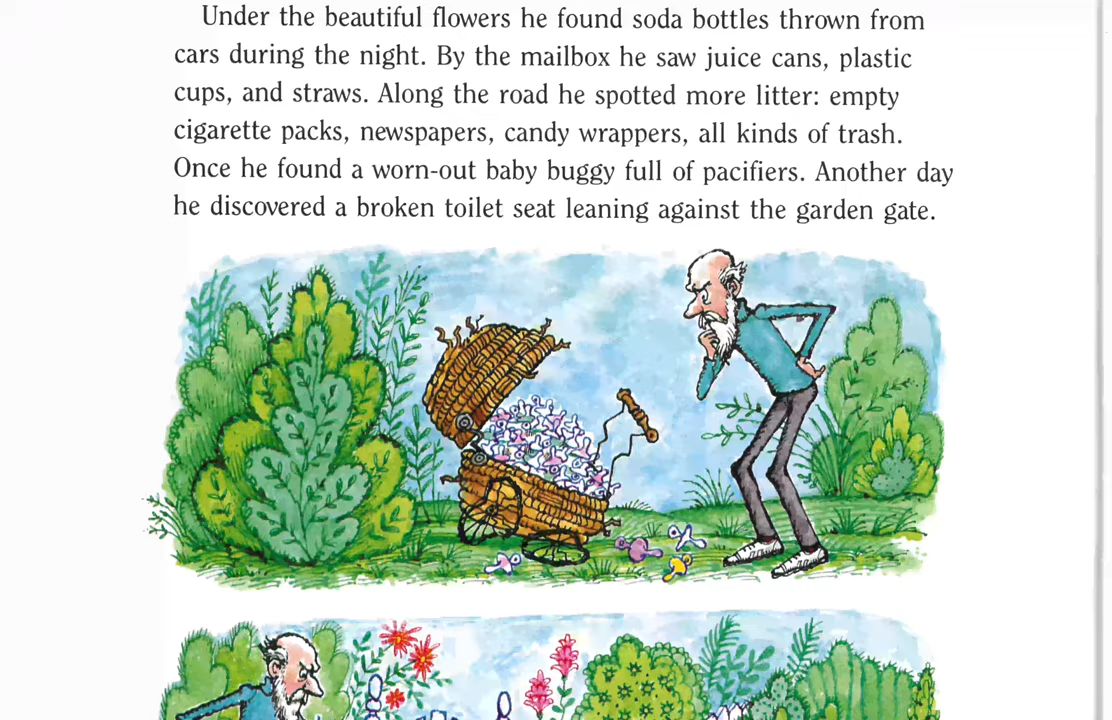 Under the beautiful flowers he found soda bottles thrown from
cars during the night. By the mailbox he saw juice cans, plastic
cups, and straws. Along the road he spotted more litter: empty
cigarette packs, newspapers, candy wrappers, all kinds of trash.
Once he found a worn-out baby buggy full of pacifiers. Another day
he discovered a broken toilet seat leaning against the garden gate.